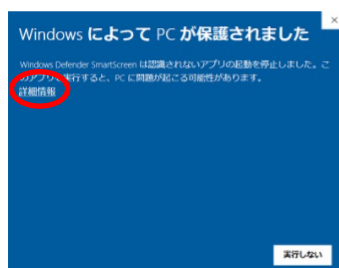 Windows によって PC が保護されました
Windows Defender SmartScreen は認識されないアプリの起動を停止しました。こ
のアプリを実行すると、PC に問題が起こる可能性があります。
詳細情報
実行しない